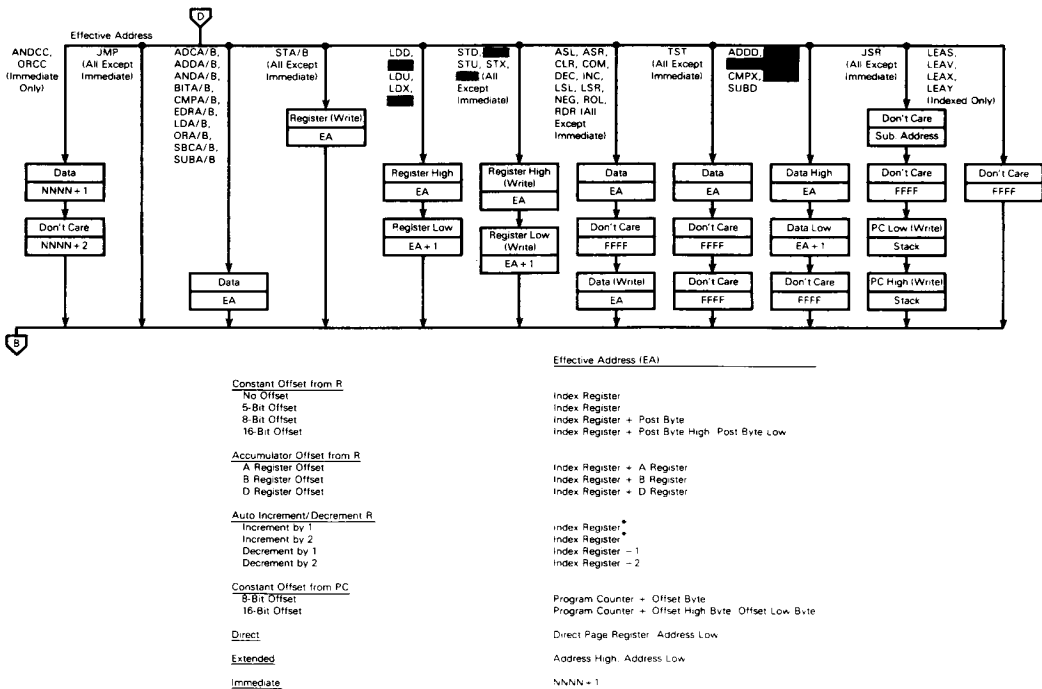 D
Effective Address
ANDCC,
ORCC
(Immediate
Only)
JMP
(All Except
Immediate)
ADCA/B,
ADDA/B,
ANDA/B,
BITA/B,
CMPA/B,
EDRA/B,
LDA/B,
ORA/B,
SBCA/B,
SUBA/B
STA/B
(All Except
Immediate)
LDD,
LDU,
LDX,
STD,
STU, STX,
(All
Except
Immediate)
ASL, ASR,
CLR, COM,
DEC, INC,
LSL, LSR,
NEG, ROL,
RDR (All
Except
Immediate)
TST
(All Except
Immediate)
ADDD,
CMPX,
SUBD
JSR
(All Except
Immediate)
LEAS,
LEAV,
LEAX,
LEAY
(Indexed Only)
Register (Write)
EA
Don't Care
Sub. Address
Data
NNNN + 1
Register High
EA
Register High
(Write)
EA
Data
EA
Data
EA
Data High
EA
Don't Care
FFFF
Don't Care
FFFF
Don't Care
NNNN + 2
Register Low
EA + 1
Register Low
(Write)
EA + 1
Don't Care
FFFF
Don't Care
FFFF
Data Low
EA + 1
PC Low (Write)
Stack
Data
EA
Data (Write)
EA
Don't Care
FFFF
Don't Care
FFFF
PC High (Write)
Stack
B
Effective Address (EA)
Constant Offset from R
No Offset Index Register
5-Bit Offset Index Register
8-Bit Offset Index Register + Post Byte
16-Bit Offset Index Register + Post Byte High Post Byte Low
Accumulator Offset from R
A Register Offset Index Register + A Register
B Register Offset Index Register + B Register
D Register Offset Index Register + D Register
Auto Increment/Decrement R
Increment by 1 Index Register*
Increment by 2 Index Register*
Decrement by 1 Index Register − 1
Decrement by 2 Index Register − 2
Constant Offset from PC
8-Bit Offset Program Counter + Offset Byte
16-Bit Offset Program Counter + Offset High Byte Offset Low Byte
Direct Direct Page Register Address Low
Extended Address High. Address Low
Immediate NNNN + 1